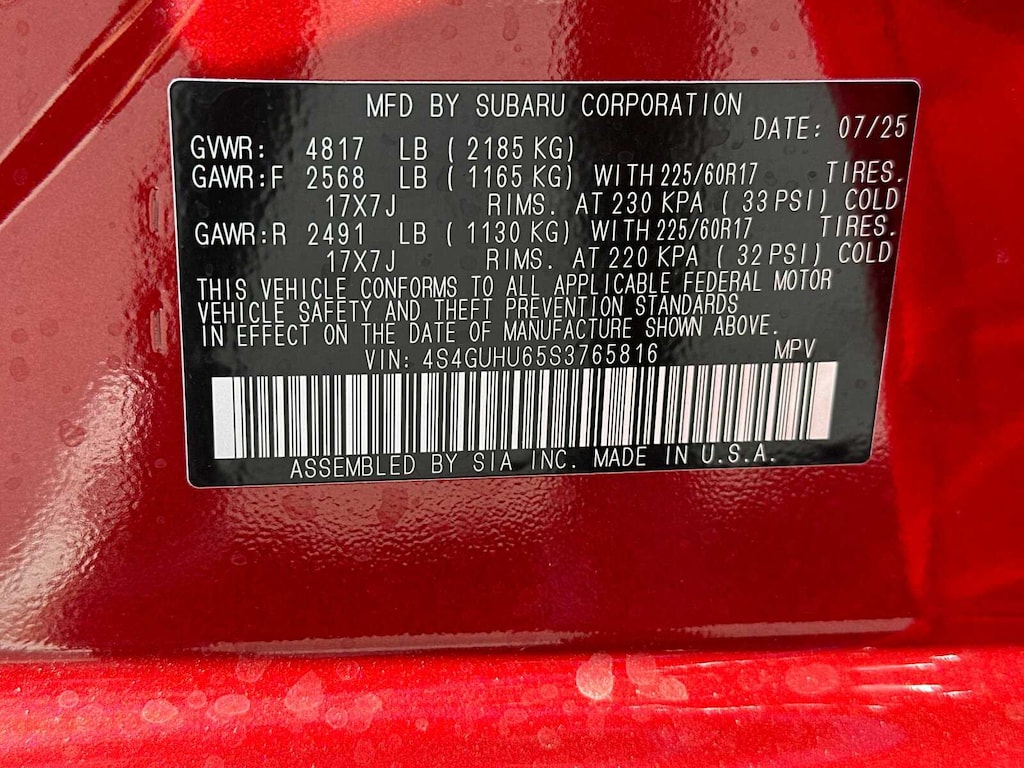 MFD BY SUBARU CORPORATION
DATE: 07/25
GVWR: 4817 LB ( 2185 KG)
GAWR:F 2568 LB ( 1165 KG) WITH 225/60R17 TIRES.
17X7J RIMS. AT 230 KPA ( 33 PSI) COLD
GAWR:R 2491 LB ( 1130 KG) WITH 225/60R17 TIRES.
17X7J RIMS. AT 220 KPA ( 32 PSI) COLD
THIS VEHICLE CONFORMS TO ALL APPLICABLE FEDERAL MOTOR
VEHICLE SAFETY AND THEFT PREVENTION STANDARDS
IN EFFECT ON THE DATE OF MANUFACTURE SHOWN ABOVE.
VIN: 4S4GUHU65S3765816 MPV
ASSEMBLED BY SIA INC. MADE IN U.S.A.